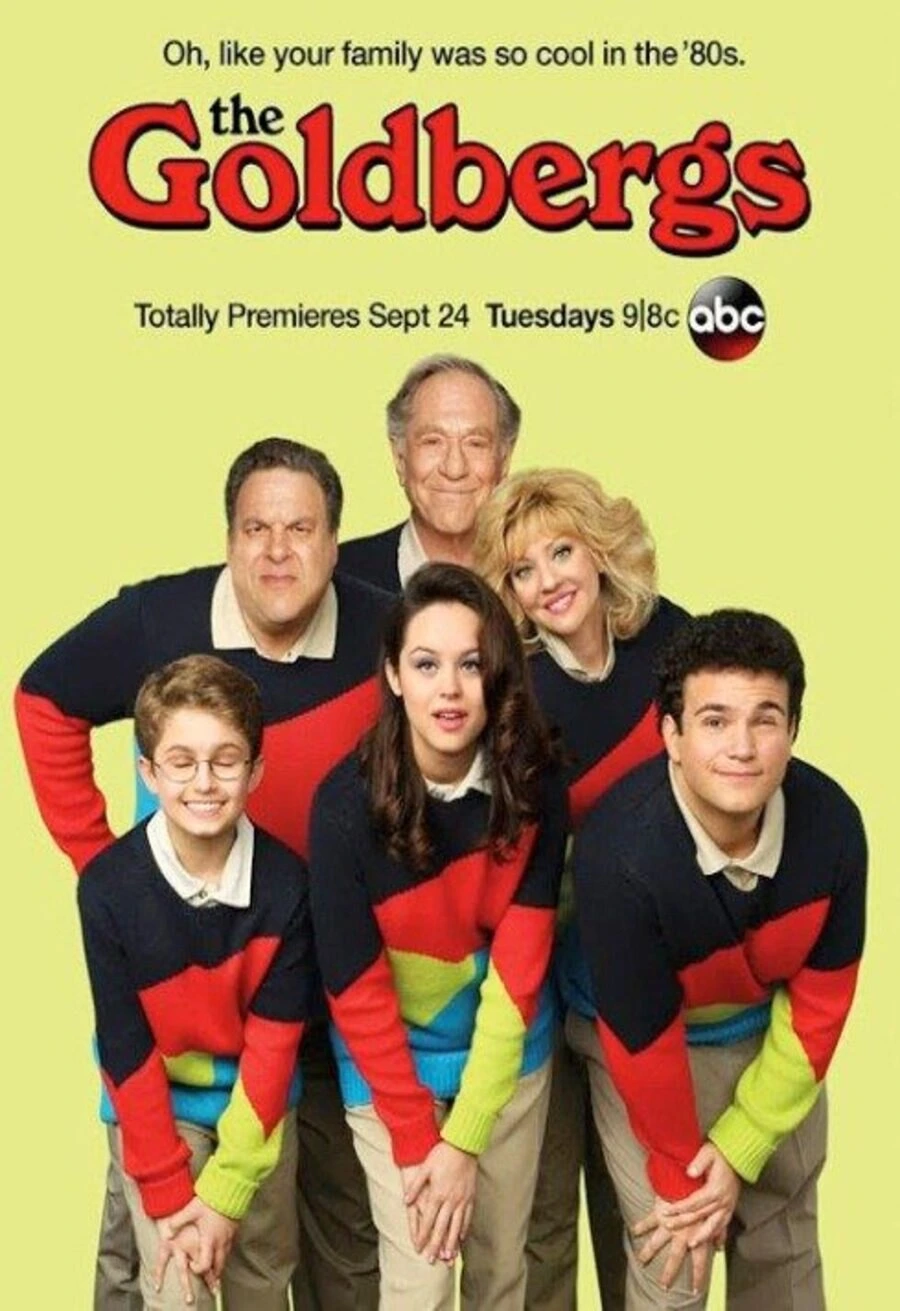 Oh, like your family was so cool in the '80s.
the
Goldbergs
Totally Premieres Sept 24 Tuesdays 9|8c abc